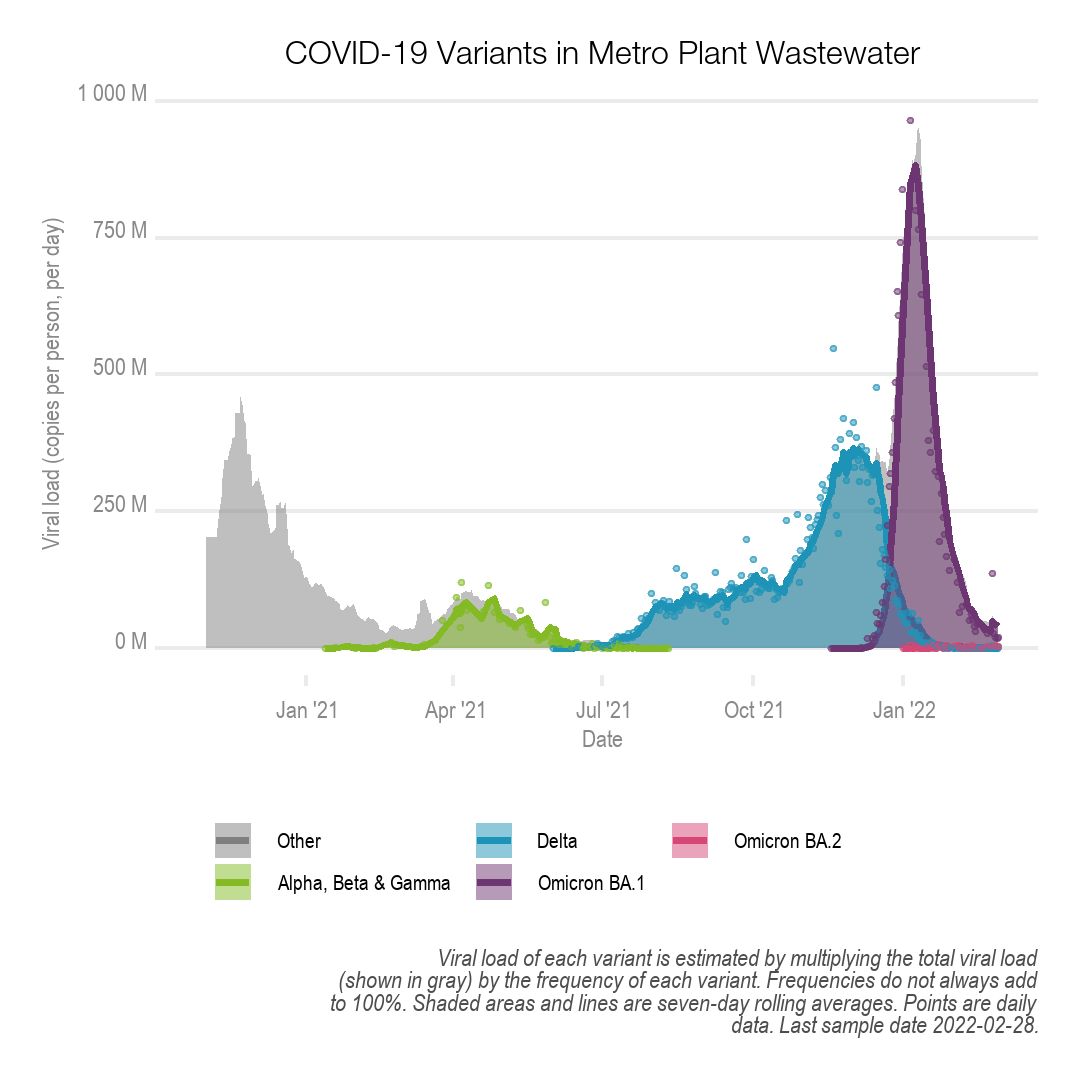 COVID-19 Variants in Metro Plant Wastewater
1 000 M
750 M
500 M
250 M
0 M
Viral load (copies per person, per day)
Jan '21
Apr '21
Jul '21
Oct '21
Jan '22
Date
Other
Delta
Omicron BA.2
Alpha, Beta & Gamma
Omicron BA.1
Viral load of each variant is estimated by multiplying the total viral load
(shown in gray) by the frequency of each variant. Frequencies do not always add
to 100%. Shaded areas and lines are seven-day rolling averages. Points are daily
data. Last sample date 2022-02-28.